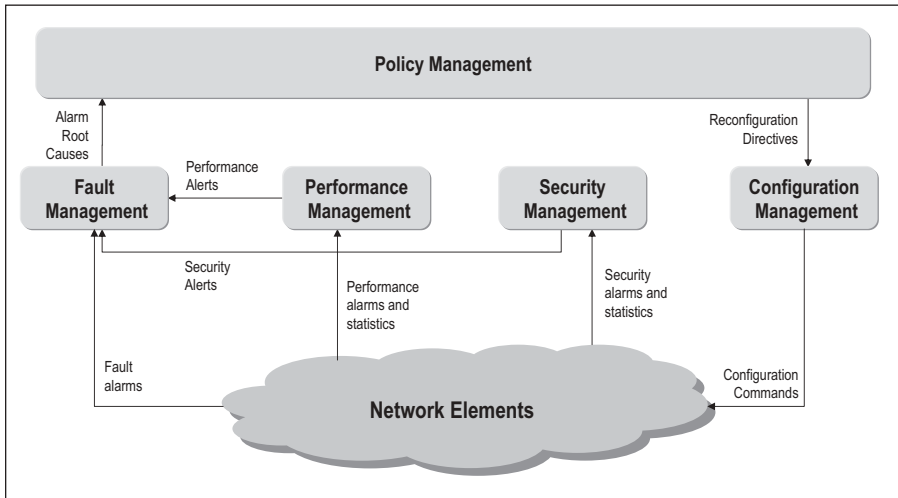 Policy Management
Alarm
Root
Causes
Reconfiguration
Directives
Performance
Alerts
Fault
Management
Performance
Management
Security
Management
Configuration
Management
Security
Alerts
Performance
alarms and
statistics
Security
alarms and
statistics
Fault
alarms
Configuration
Commands
Network Elements